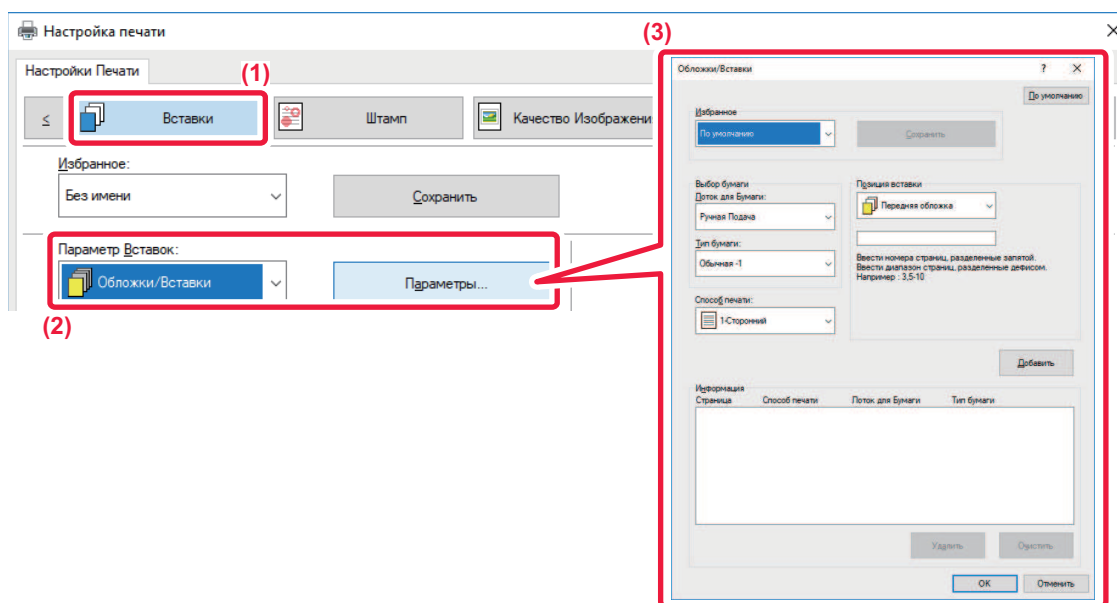 Настройка печати
Настройки Печати
(1)
≤
Вставки
Штамп
Качество Изображени
Избранное:
Без имени
Сохранить
Параметр Вставок:
Обложки/Вставки
Параметры...
(2)
(3)
Обложки/Вставки
?
По умолчанию
Избранное
По умолчанию
Сохранить
Выбор бумаги
Поток для Бумаги:
Ручная Подача
Тип бумаги:
Обычная -1
Способ печати:
1-Сторонний
Позиция вставки
Передняя обложка
Ввести номера страниц, разделенные запятой.
Ввести диапазон страниц, разделенные дефисом.
Например : 3,5-10
Добавить
Информация
Страница Способ печати Поток для Бумаги Тип бумаги
Удалить
Очистить
OK
Отменить